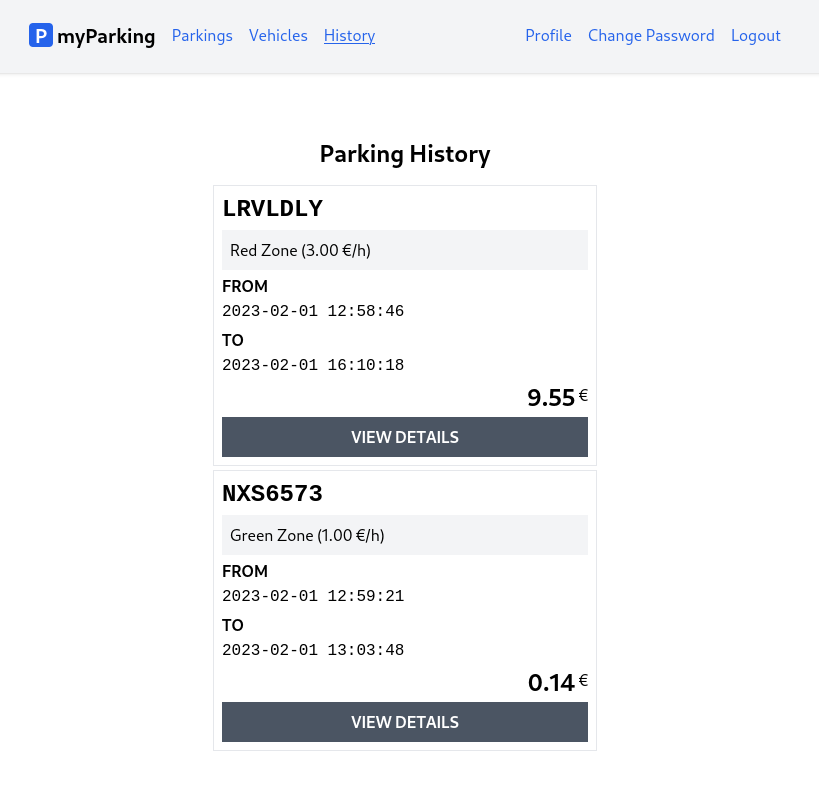 P myParking Parkings Vehicles History Profile Change Password Logout
Parking History
LRVLDLY
Red Zone (3.00 €/h)
FROM
2023-02-01 12:58:46
TO
2023-02-01 16:10:18
9.55 €
VIEW DETAILS
NXS6573
Green Zone (1.00 €/h)
FROM
2023-02-01 12:59:21
TO
2023-02-01 13:03:48
0.14 €
VIEW DETAILS